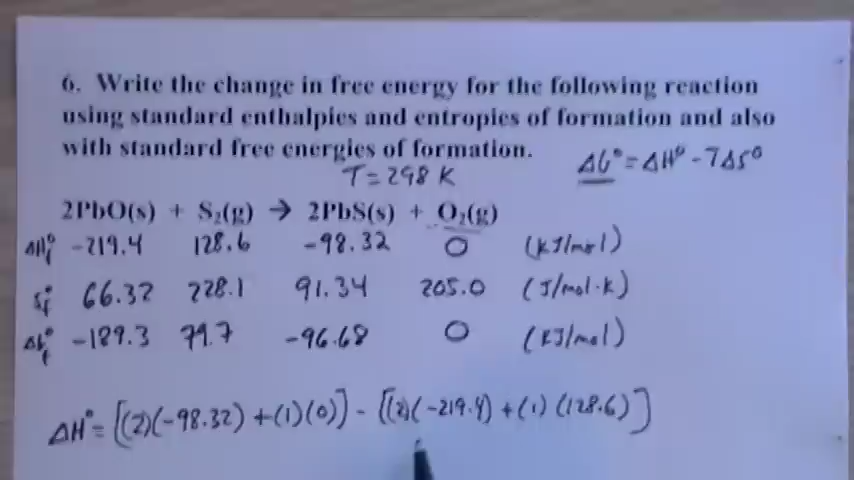 6. Write the change in free energy for the following reaction
using standard enthalpies and entropies of formation and also
with standard free energies of formation.
ΔG° = ΔH° - TΔS°
T = 298 K
2PbO(s) + S₂(g) → 2PbS(s) + O₂(g)
ΔH°f -219.4 128.6 -98.32 0 (kJ/mol)
S°f 66.32 228.1 91.34 205.0 (J/mol·K)
ΔG°f -189.3 79.7 -96.68 0 (kJ/mol)
ΔH° = [(2)(-98.32) + (1)(0)] - [(2)(-219.4) + (1)(128.6)]